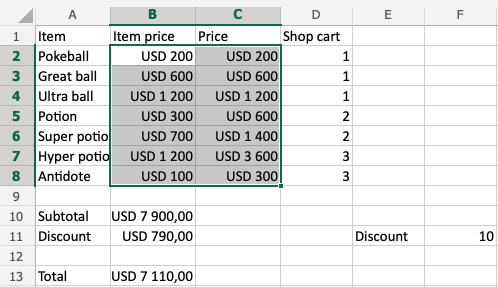 A B C D E F
1 Item Item price Price Shop cart
2 Pokeball USD 200 USD 200 1
3 Great ball USD 600 USD 600 1
4 Ultra ball USD 1 200 USD 1 200 1
5 Potion USD 300 USD 600 2
6 Super potio USD 700 USD 1 400 2
7 Hyper potio USD 1 200 USD 3 600 3
8 Antidote USD 100 USD 300 3
9
10 Subtotal USD 7 900,00
11 Discount USD 790,00 Discount 10
12
13 Total USD 7 110,00